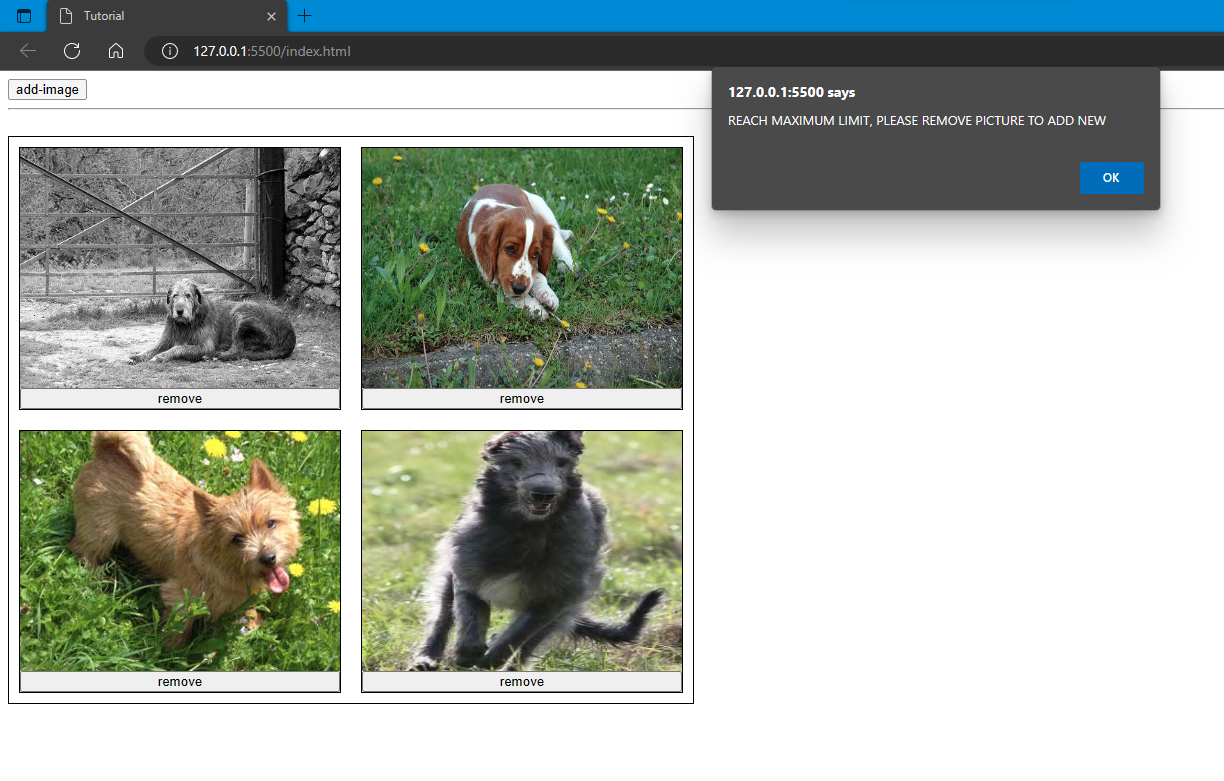 Tutorial
127.0.0.1:5500/index.html
add-image
127.0.0.1:5500 says
REACH MAXIMUM LIMIT, PLEASE REMOVE PICTURE TO ADD NEW
OK
remove
remove
remove
remove